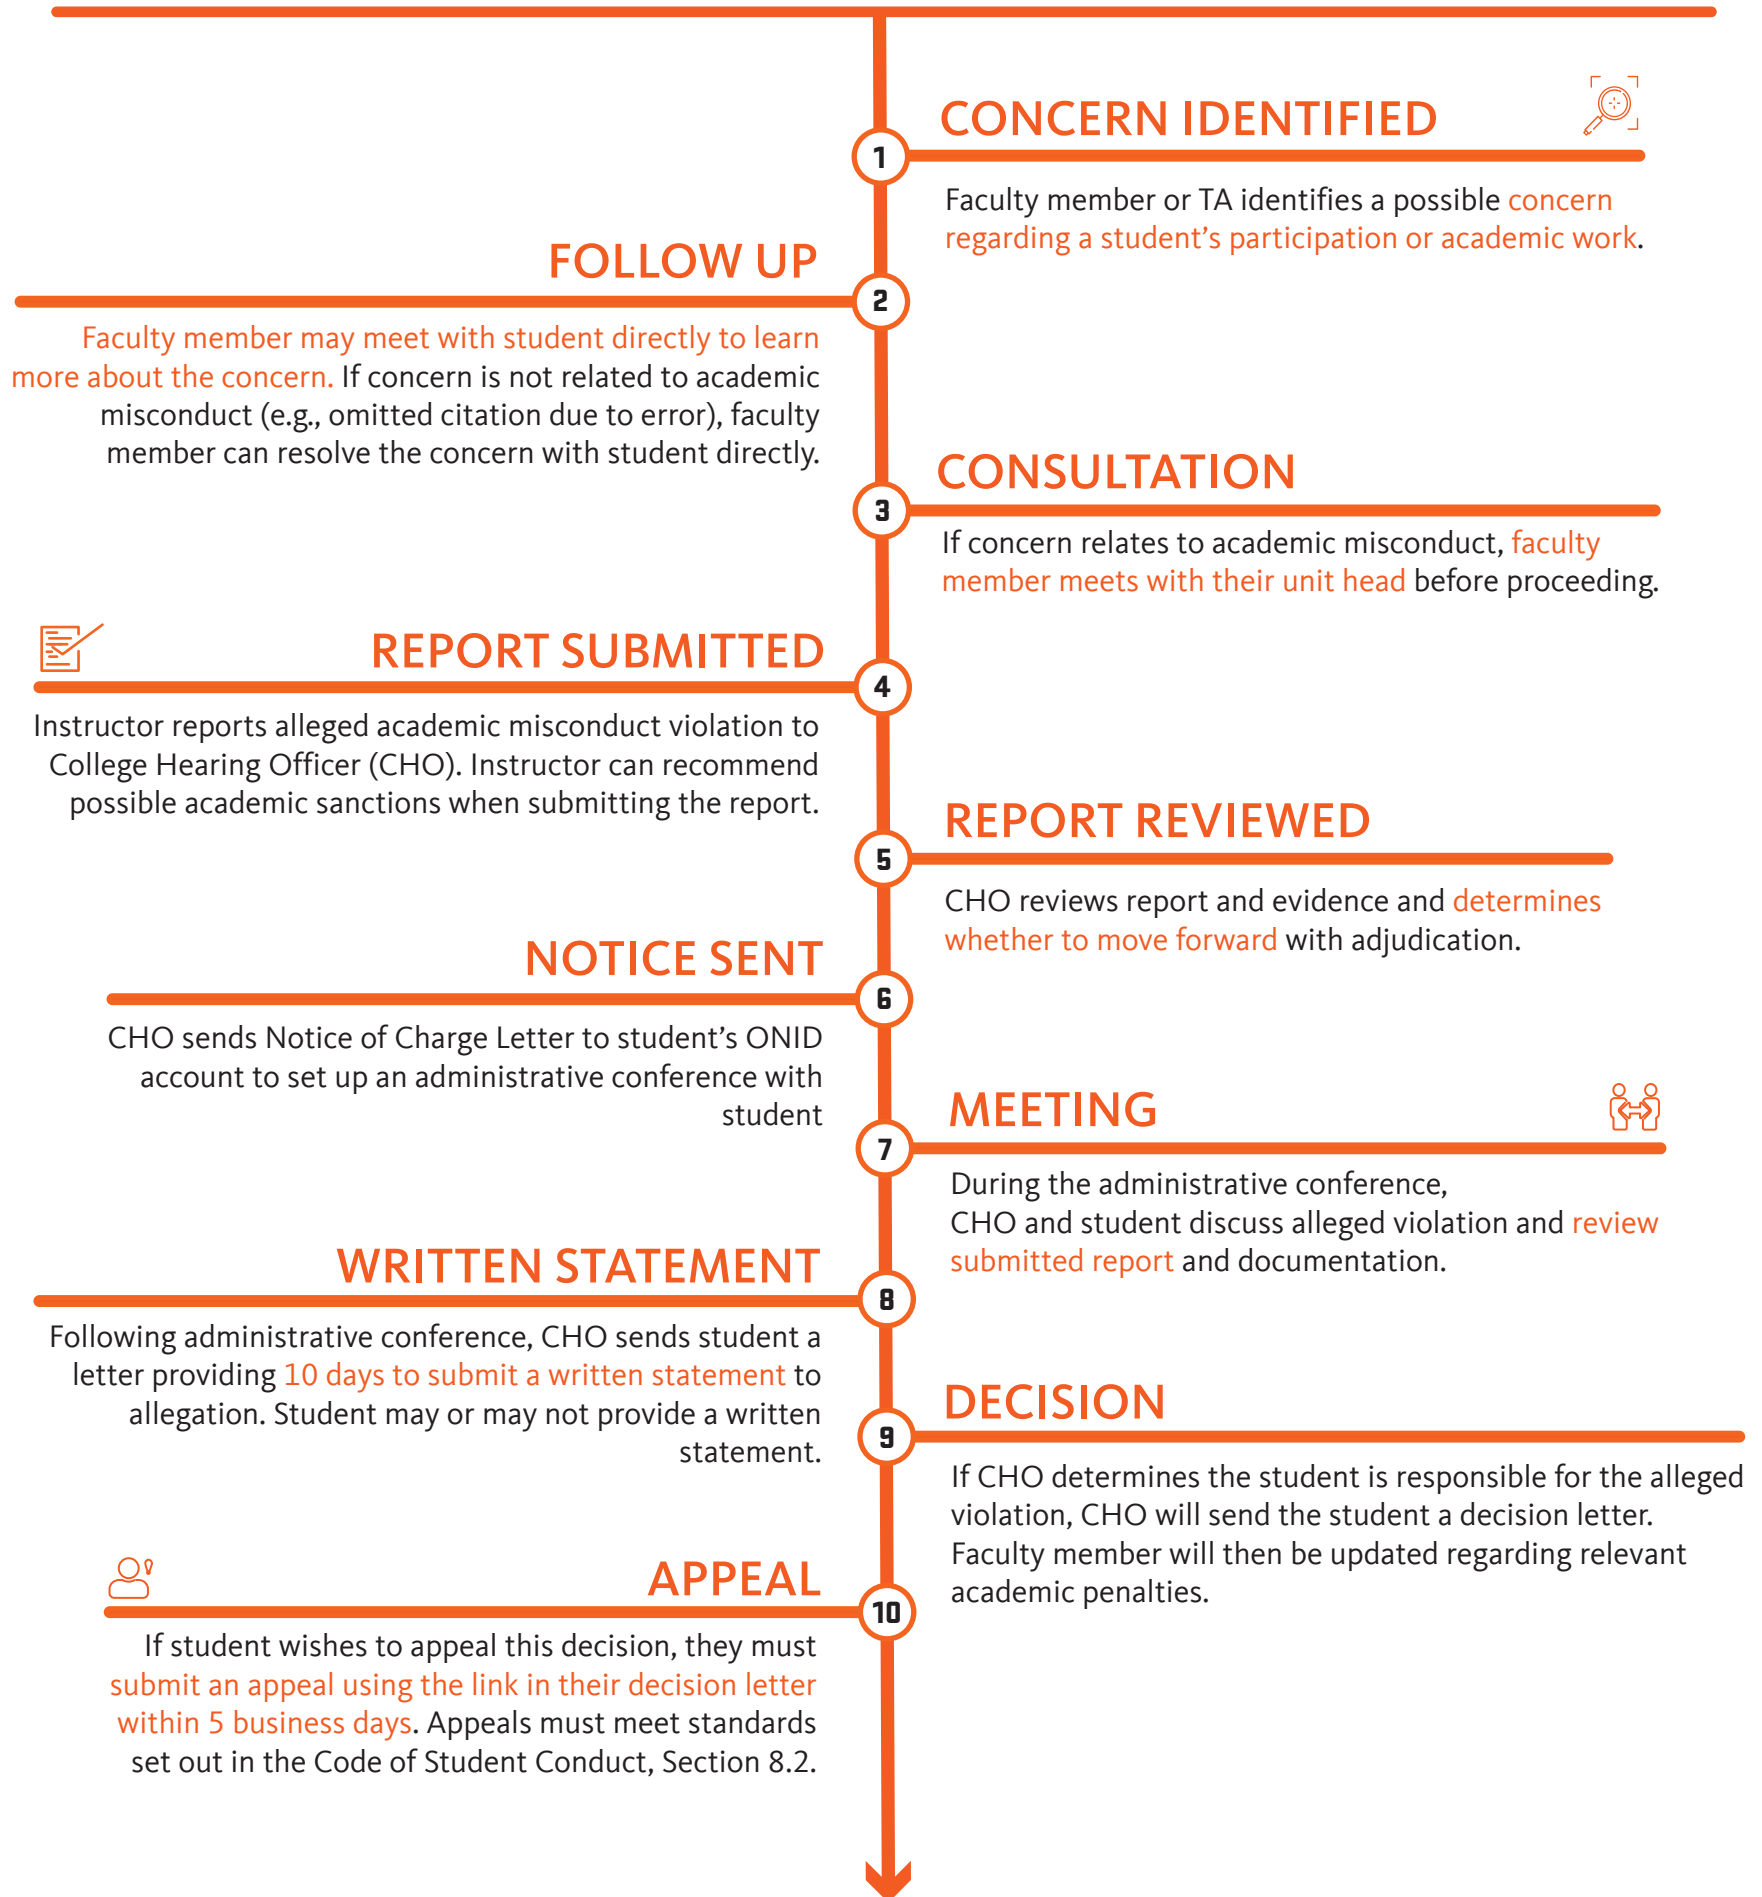 CONCERN IDENTIFIED
1
Faculty member or TA identifies a possible concern
regarding a student's participation or academic work.
FOLLOW UP
2
Faculty member may meet with student directly to learn
more about the concern. If concern is not related to academic
misconduct (e.g., omitted citation due to error), faculty
member can resolve the concern with student directly.
CONSULTATION
3
If concern relates to academic misconduct, faculty
member meets with their unit head before proceeding.
REPORT SUBMITTED
4
Instructor reports alleged academic misconduct violation to
College Hearing Officer (CHO). Instructor can recommend
possible academic sanctions when submitting the report.
REPORT REVIEWED
5
CHO reviews report and evidence and determines
whether to move forward with adjudication.
NOTICE SENT
6
CHO sends Notice of Charge Letter to student's ONID
account to set up an administrative conference with
student
MEETING
7
During the administrative conference,
CHO and student discuss alleged violation and review
submitted report and documentation.
WRITTEN STATEMENT
8
Following administrative conference, CHO sends student a
letter providing 10 days to submit a written statement to
allegation. Student may or may not provide a written
statement.
DECISION
9
If CHO determines the student is responsible for the alleged
violation, CHO will send the student a decision letter.
Faculty member will then be updated regarding relevant
academic penalties.
APPEAL
10
If student wishes to appeal this decision, they must
submit an appeal using the link in their decision letter
within 5 business days. Appeals must meet standards
set out in the Code of Student Conduct, Section 8.2.